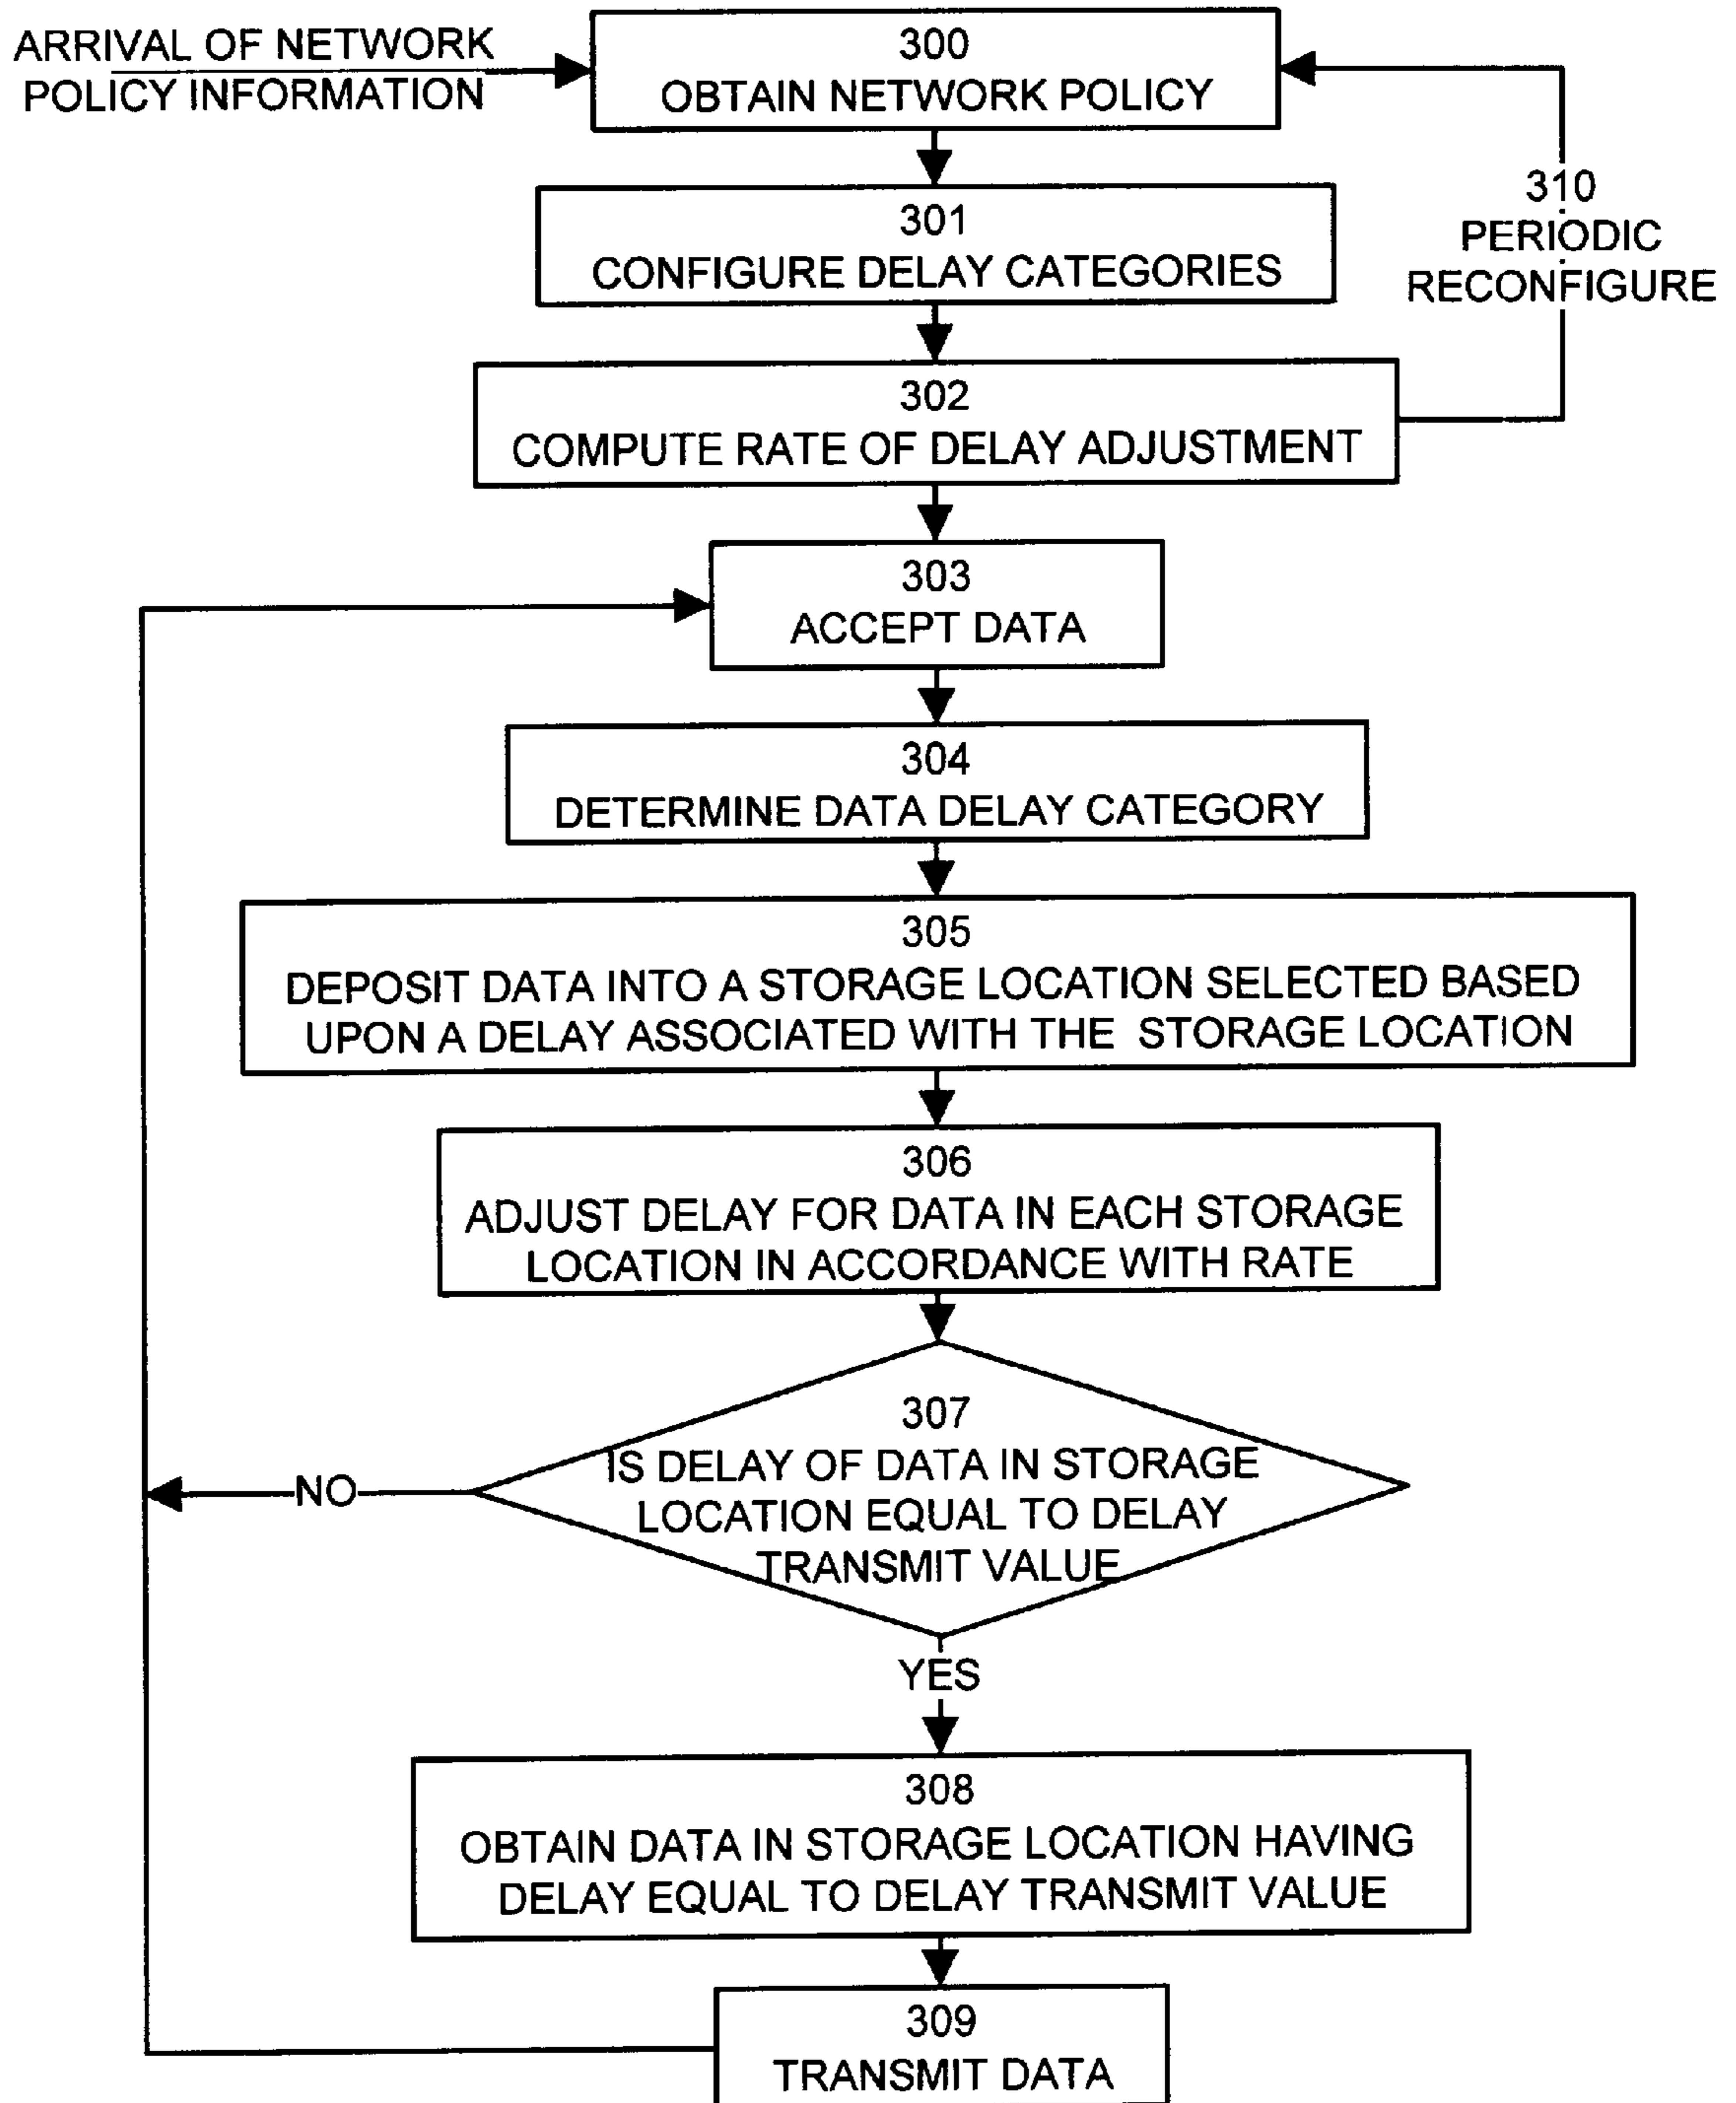 ARRIVAL OF NETWORK
POLICY INFORMATION
300
OBTAIN NETWORK POLICY
301
CONFIGURE DELAY CATEGORIES
310
PERIODIC
RECONFIGURE
302
COMPUTE RATE OF DELAY ADJUSTMENT
303
ACCEPT DATA
304
DETERMINE DATA DELAY CATEGORY
305
DEPOSIT DATA INTO A STORAGE LOCATION SELECTED BASED
UPON A DELAY ASSOCIATED WITH THE STORAGE LOCATION
306
ADJUST DELAY FOR DATA IN EACH STORAGE
LOCATION IN ACCORDANCE WITH RATE
307
IS DELAY OF DATA IN STORAGE
LOCATION EQUAL TO DELAY
TRANSMIT VALUE
NO
YES
308
OBTAIN DATA IN STORAGE LOCATION HAVING
DELAY EQUAL TO DELAY TRANSMIT VALUE
309
TRANSMIT DATA